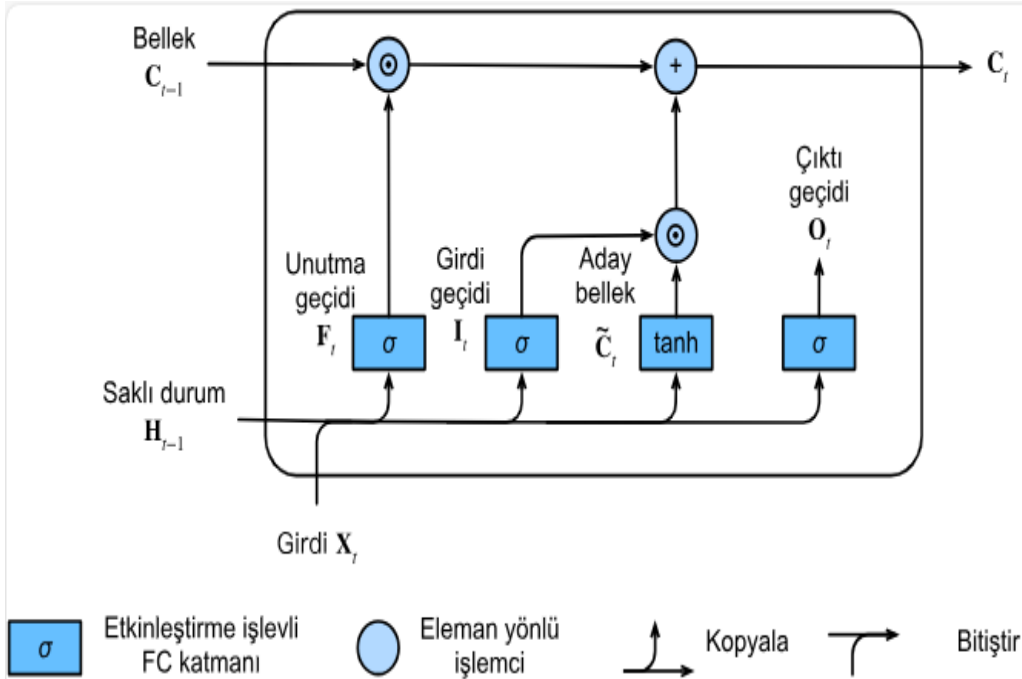 Bellek
C_{t-1}
⊙
+
C_t
Çıktı
geçidi
O_t
⊙
Unutma
geçidi
F_t
σ
Girdi
geçidi
I_t
σ
Aday
bellek
C̃_t
tanh
σ
Saklı durum
H_{t-1}
Girdi X_t
σ
Etkinleştirme işlevli
FC katmanı
Eleman yönlü
işlemci
Kopyala
Bitiştir